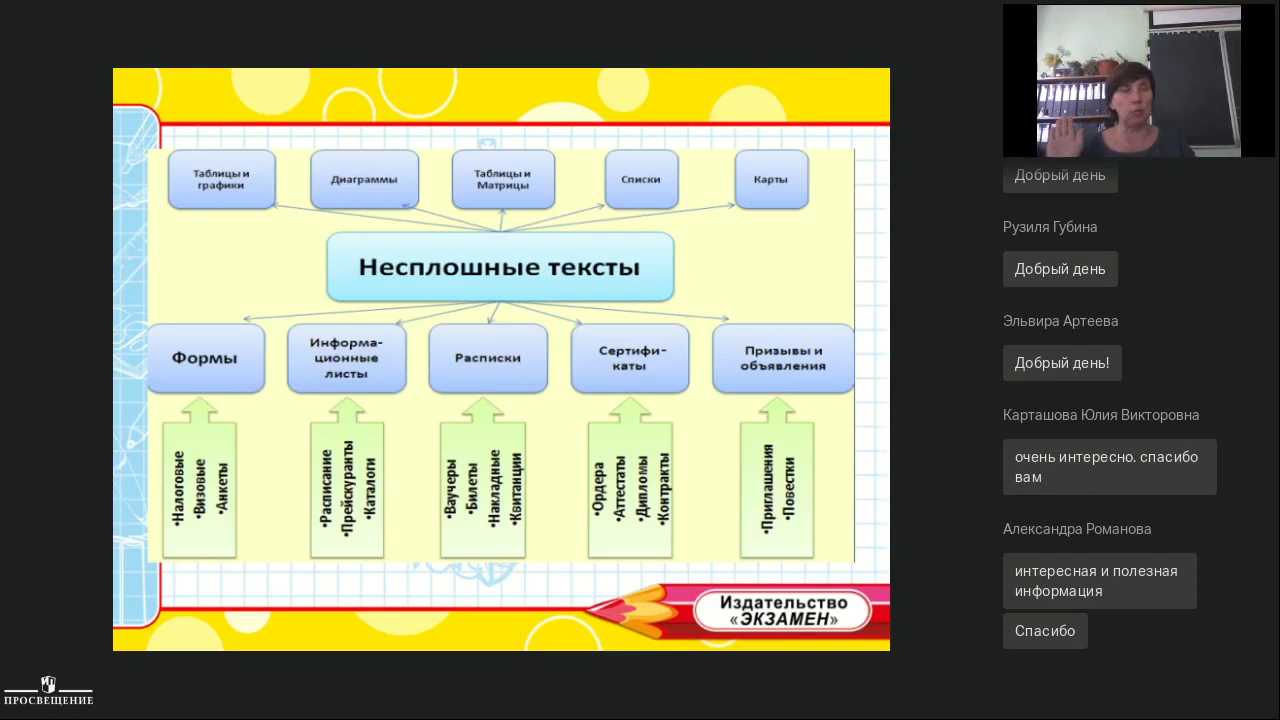 Таблицы и
графики
Диаграммы
Таблицы и
Матрицы
Списки
Карты
Несплошные тексты
Формы
Информа-
ционные
листы
Расписки
Сертифи-
каты
Призывы и
объявления
•Налоговые
•Визовые
•Анкеты
•Расписание
•Прейскуранты
•Каталоги
•Ваучеры
•Билеты
•Накладные
•Квитанции
•Ордера
•Аттестаты
•Дипломы
•Контракты
•Приглашения
•Повестки
Издательство
«ЭКЗАМЕН»
ПРОСВЕЩЕНИЕ
Добрый день
Рузиля Губина
Добрый день
Эльвира Артеева
Добрый день!
Карташова Юлия Викторовна
очень интересно. спасибо
вам
Александра Романова
интересная и полезная
информация
Спасибо